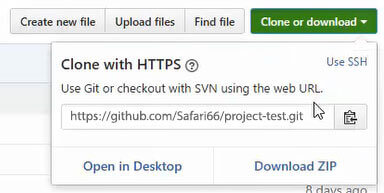 Create new file Upload files Find file Clone or download
Clone with HTTPS Use SSH
Use Git or checkout with SVN using the web URL.
https://github.com/Safari66/project-test.git
Open in Desktop Download ZIP
8 days ago